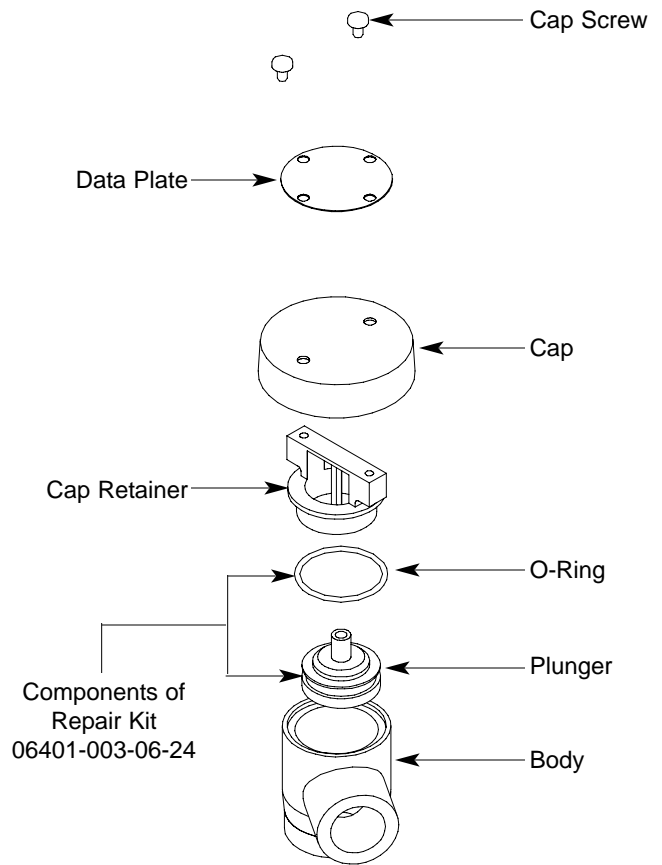 Cap Screw
Data Plate
Cap
Cap Retainer
O-Ring
Plunger
Components of
Repair Kit
06401-003-06-24
Body